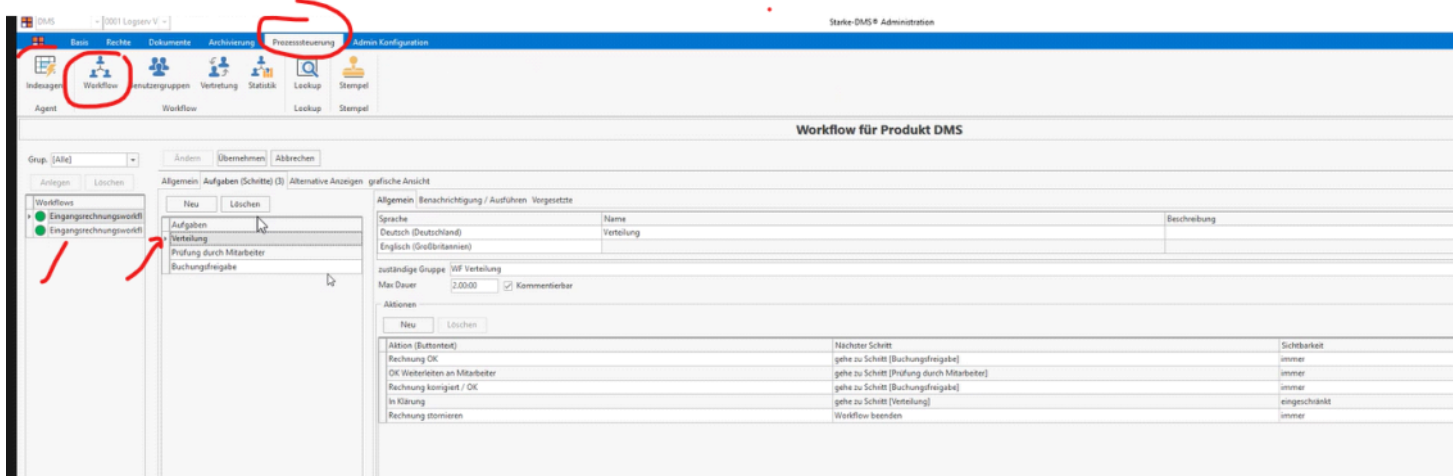 DMS 0001 Logserv V. Starke-DMS® Administration
Basis Rechte Dokumente Archivierung Prozesssteuerung Admin Konfiguration
Indexagent Workflow Benutzergruppen Vertretung Statistik Lookup Stempel
Agent Workflow Lookup Stempel
Workflow für Produkt DMS
Grup. [Alle] Ändern Übernehmen Abbrechen
Anlegen Löschen Allgemein Aufgaben (Schritte) (3) Alternative Anzeigen grafische Ansicht
Workflows Neu Löschen Allgemein Benachrichtigung / Ausführen Vorgesetzte
Eingangsrechnungsworkfl Aufgaben Sprache Name Beschreibung
Eingangsrechnungsworkfl Verteilung Deutsch (Deutschland) Verteilung
Prüfung durch Mitarbeiter Englisch (Großbritannien)
Buchungsfreigabe zuständige Gruppe WF Verteilung
Max Dauer 2.00:00 Kommentierbar
Aktionen
Neu Löschen
Aktion (Buttontext) Nächster Schritt Sichtbarkeit
Rechnung OK gehe zu Schritt [Buchungsfreigabe] immer
OK Weiterleiten an Mitarbeiter gehe zu Schritt [Prüfung durch Mitarbeiter] immer
Rechnung korrigiert / OK gehe zu Schritt [Buchungsfreigabe] immer
In Klärung gehe zu Schritt [Verteilung] eingeschränkt
Rechnung stornieren Workflow beenden immer